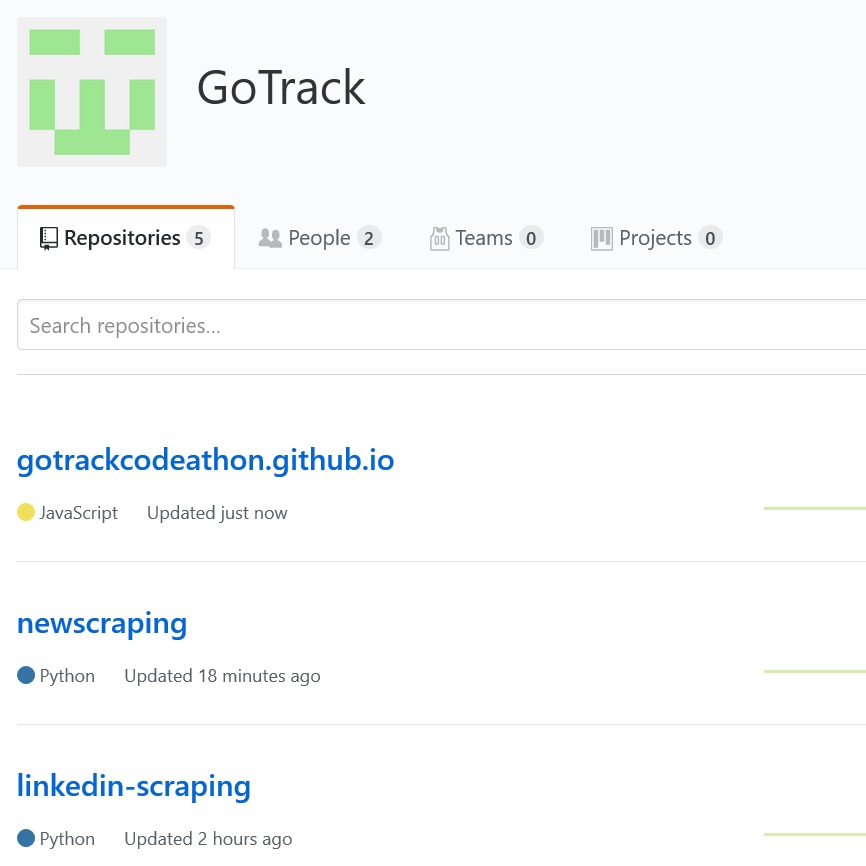 GoTrack
Repositories 5 People 2 Teams 0 Projects 0
Search repositories...
gotrackcodeathon.github.io
JavaScript Updated just now
newscraping
Python Updated 18 minutes ago
linkedin-scraping
Python Updated 2 hours ago